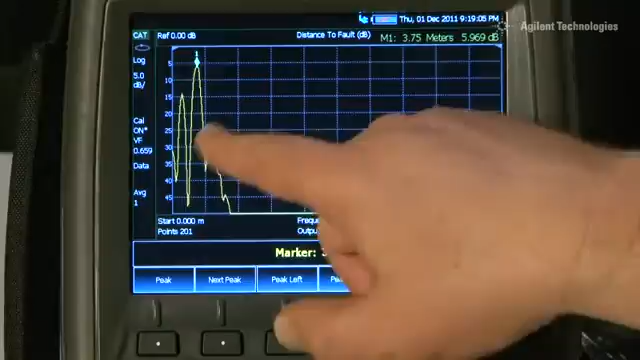 Thu, 01 Dec 2011 9:19:05 PM
Agilent Technologies
CAT
Ref 0.00 dB
Distance To Fault (dB)
M1: 3.75 Meters 5.969 dB
Log
5.0
dB/
Cal
ON*
VF
0.659
Data
Avg
1
1
5
10
15
20
25
30
35
40
45
Start 0.000 m
Points 201
Marker:
Peak
Next Peak
Peak Left